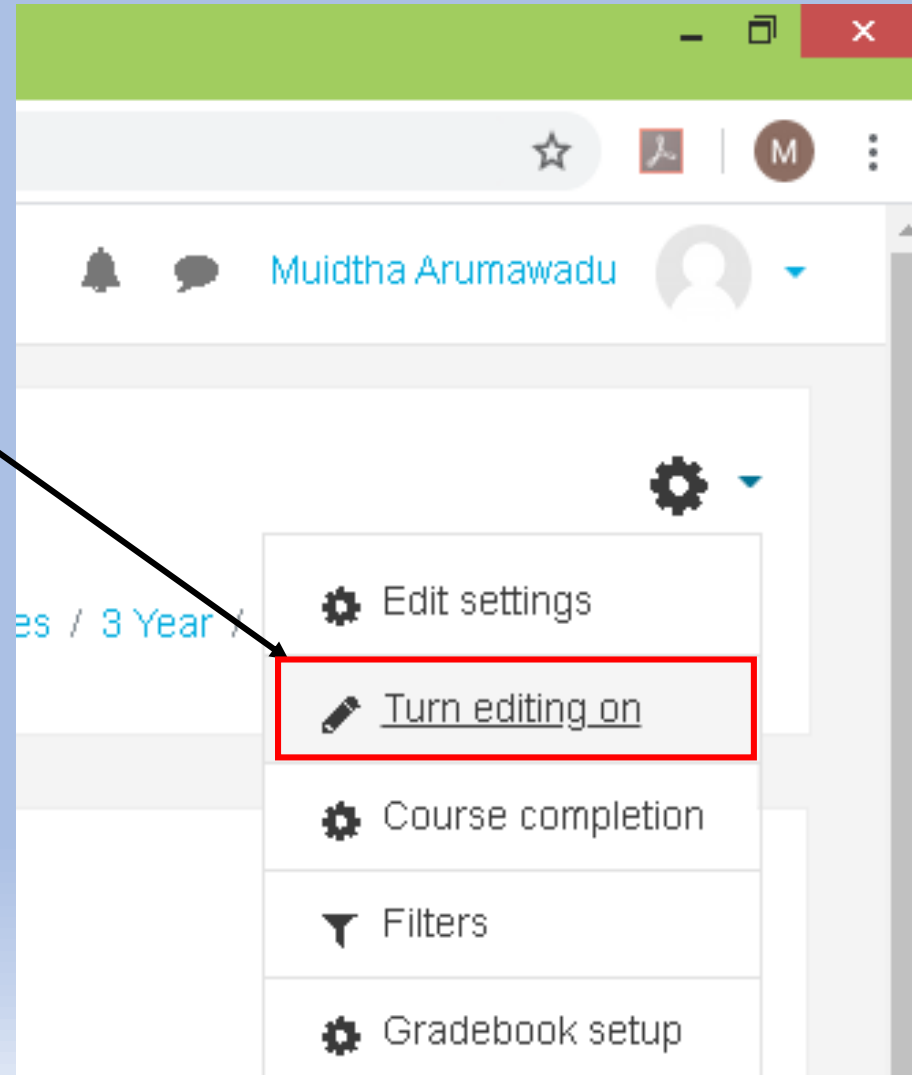 M
Muidtha Arumawadu
es / 3 Year /
Edit settings
Turn editing on
Course completion
Filters
Gradebook setup